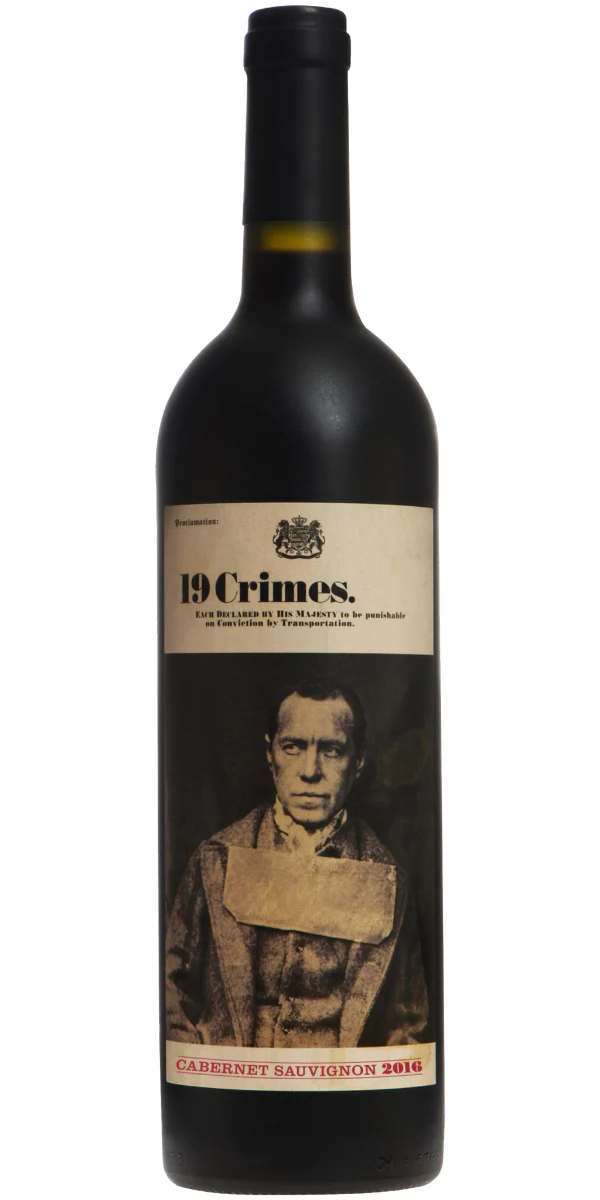 Proclamation:
19 Crimes.
EACH DECLARED BY HIS MAJESTY to be punishable
on Conviction by Transportation.
CABERNET SAUVIGNON 2016